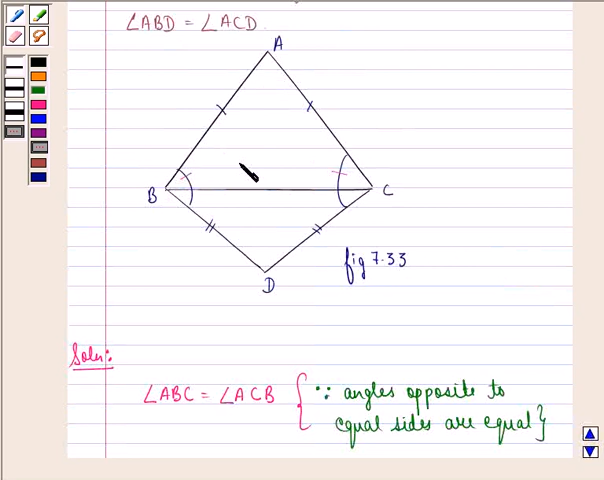 ∠ABD = ∠ACD.
A
B
C
D
fig 7.33
Soln:
∠ABC = ∠ACB { ∵ angles opposite to
equal sides are equal}